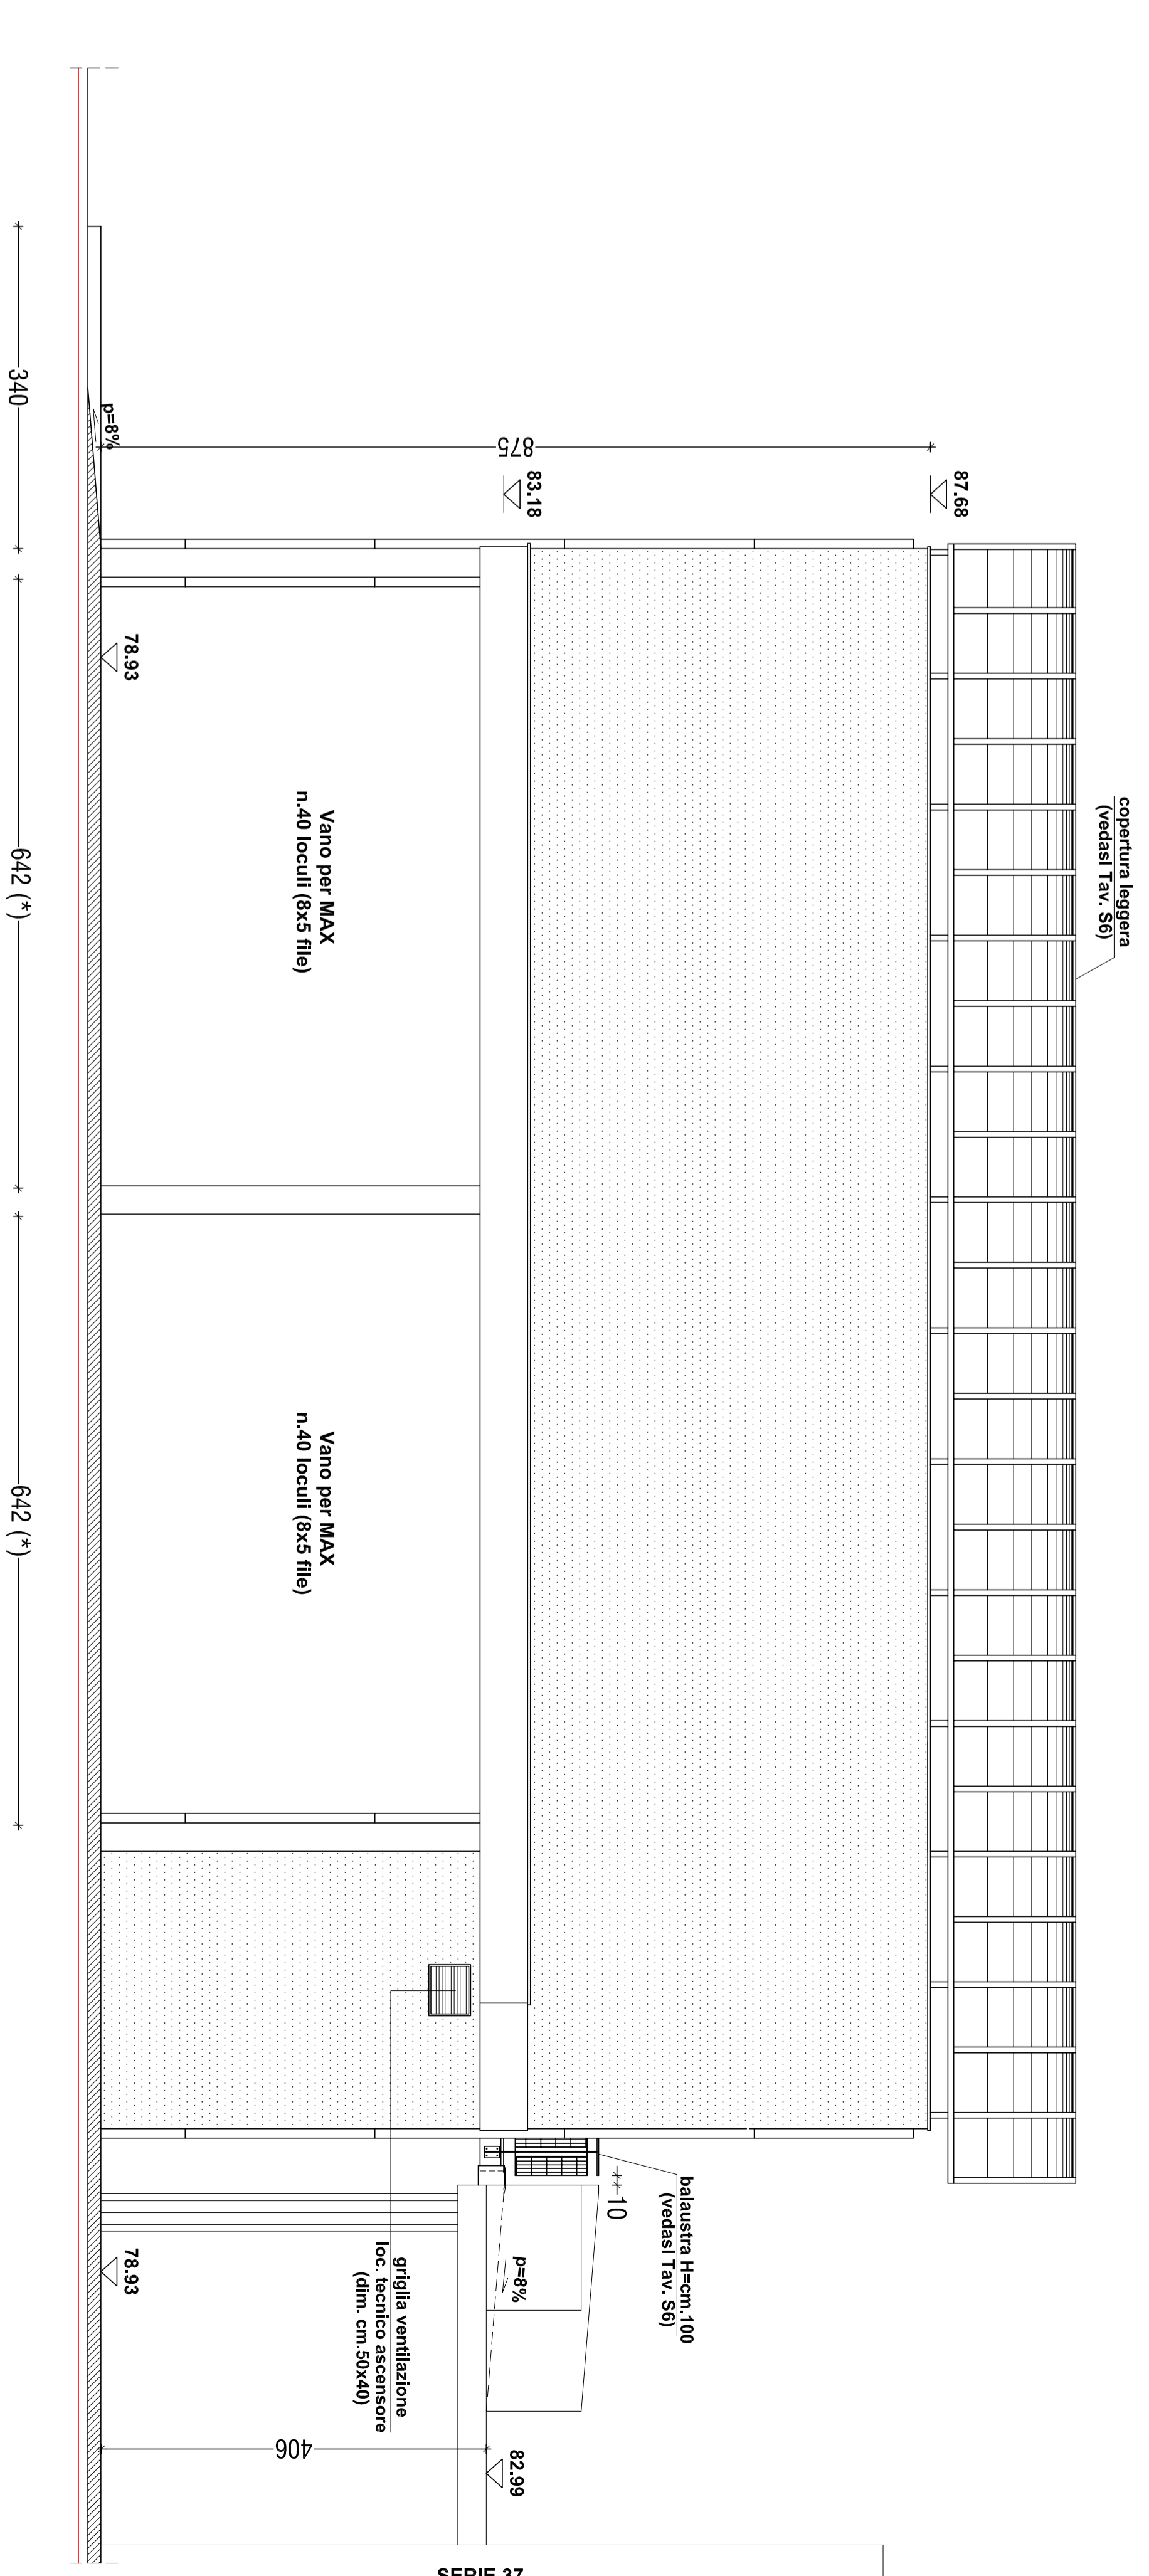 copertura leggera
(vedasi Tav. S6)
87.68
83.18
875
p=8%
340
78.93
Vano per MAX
n.40 loculi (8x5 file)
642 (*)
Vano per MAX
n.40 loculi (8x5 file)
642 (*)
balaustra H=cm.100
(vedasi Tav. S6)
10
p=8%
griglia ventilazione
loc. tecnico ascensore
(dim. cm.50x40)
78.93
82.99
406
SERIE 37